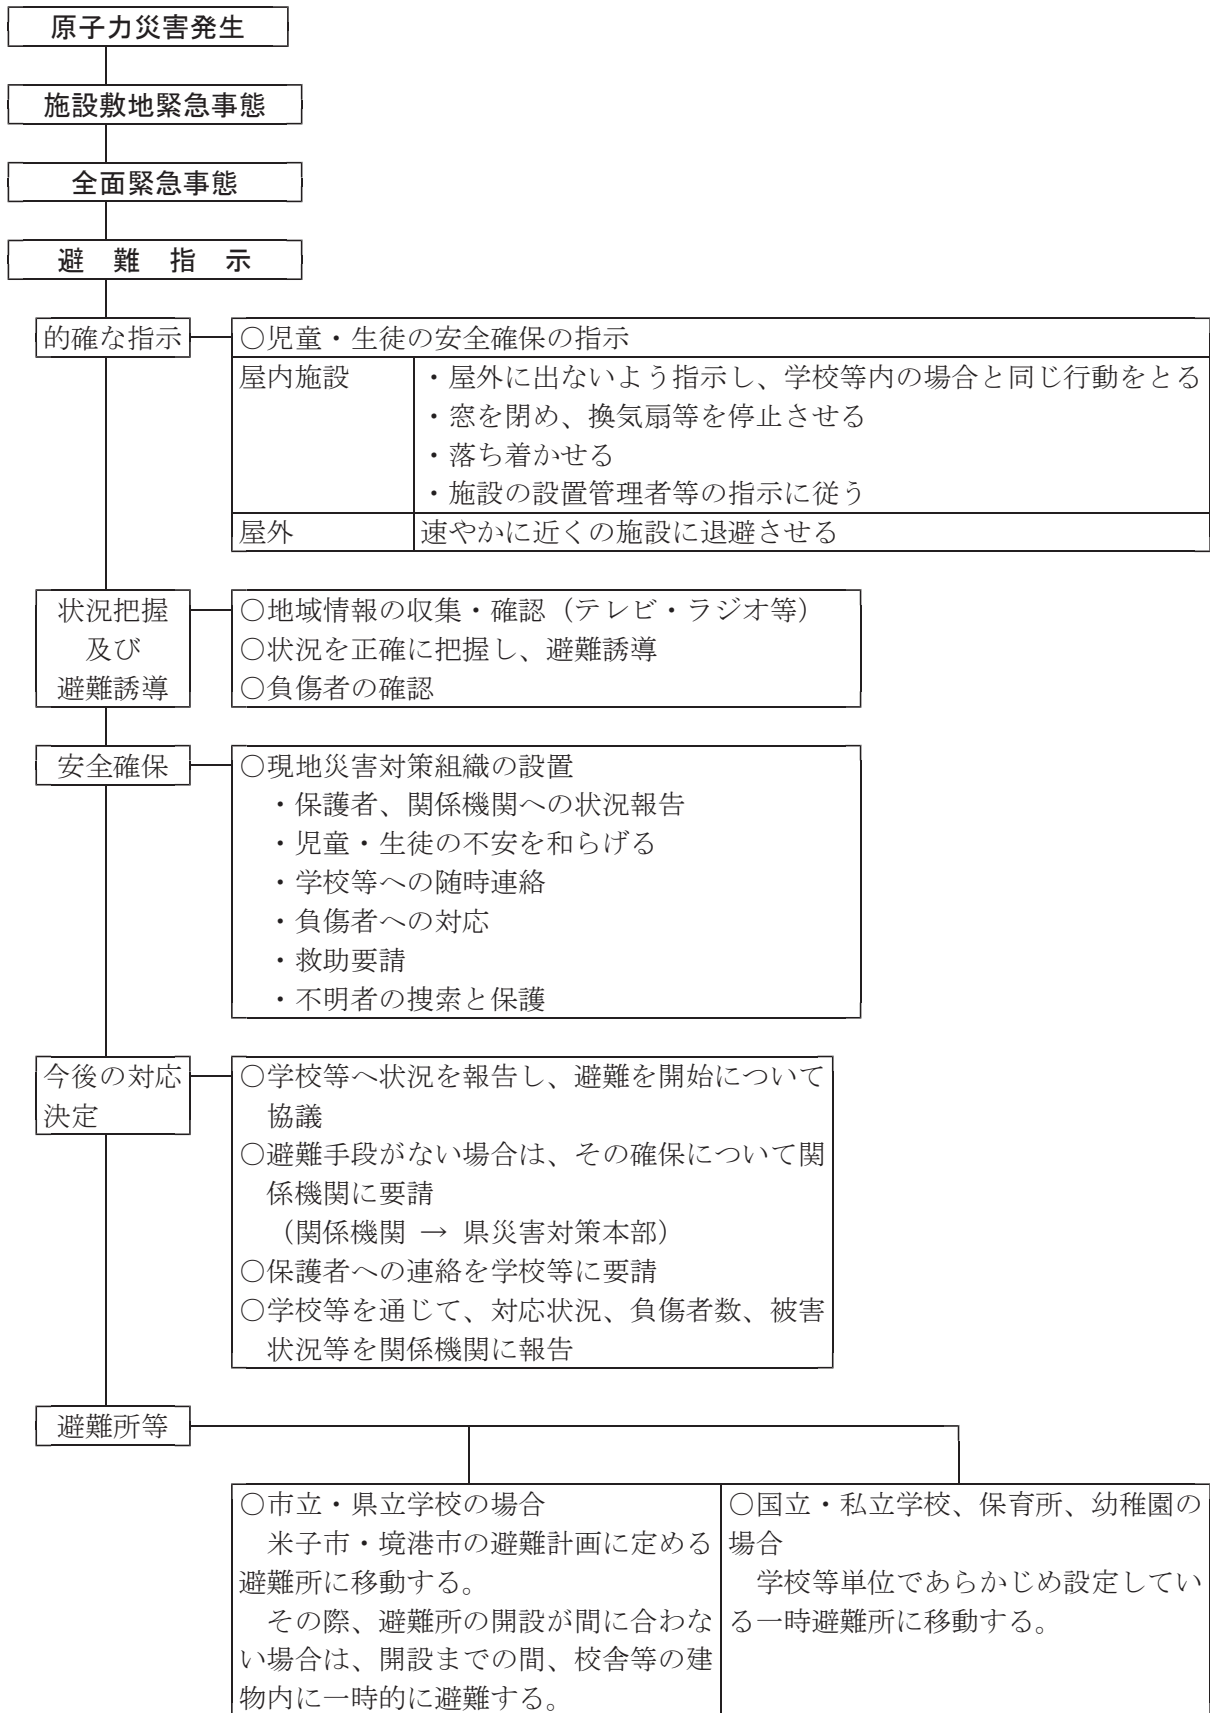 原子力災害発生
施設敷地緊急事態
全面緊急事態
避 難 指 示
的確な指示
○児童・生徒の安全確保の指示
屋内施設
・屋外に出ないよう指示し、学校等内の場合と同じ行動をとる
・窓を閉め、換気扇等を停止させる
・落ち着かせる
・施設の設置管理者等の指示に従う
屋外
速やかに近くの施設に退避させる
状況把握
及び
避難誘導
○地域情報の収集・確認（テレビ・ラジオ等）
○状況を正確に把握し、避難誘導
○負傷者の確認
安全確保
○現地災害対策組織の設置
・保護者、関係機関への状況報告
・児童・生徒の不安を和らげる
・学校等への随時連絡
・負傷者への対応
・救助要請
・不明者の捜索と保護
今後の対応
決定
○学校等へ状況を報告し、避難を開始について
協議
○避難手段がない場合は、その確保について関
係機関に要請
（関係機関 → 県災害対策本部）
○保護者への連絡を学校等に要請
○学校等を通じて、対応状況、負傷者数、被害
状況等を関係機関に報告
避難所等
○市立・県立学校の場合
米子市・境港市の避難計画に定める
避難所に移動する。
その際、避難所の開設が間に合わな
い場合は、開設までの間、校舎等の建
物内に一時的に避難する。
○国立・私立学校、保育所、幼稚園の
場合
学校等単位であらかじめ設定してい
る一時避難所に移動する。